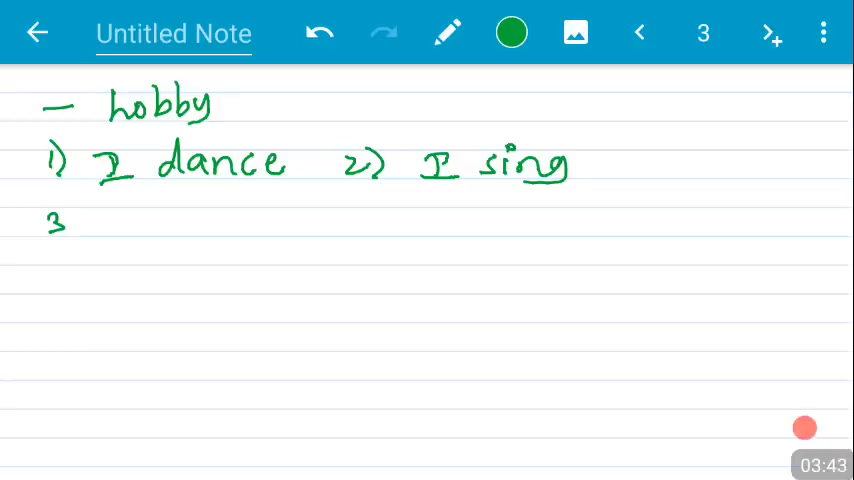 Untitled Note
3
— hobby
1) I dance 2) I sing
3
03:43